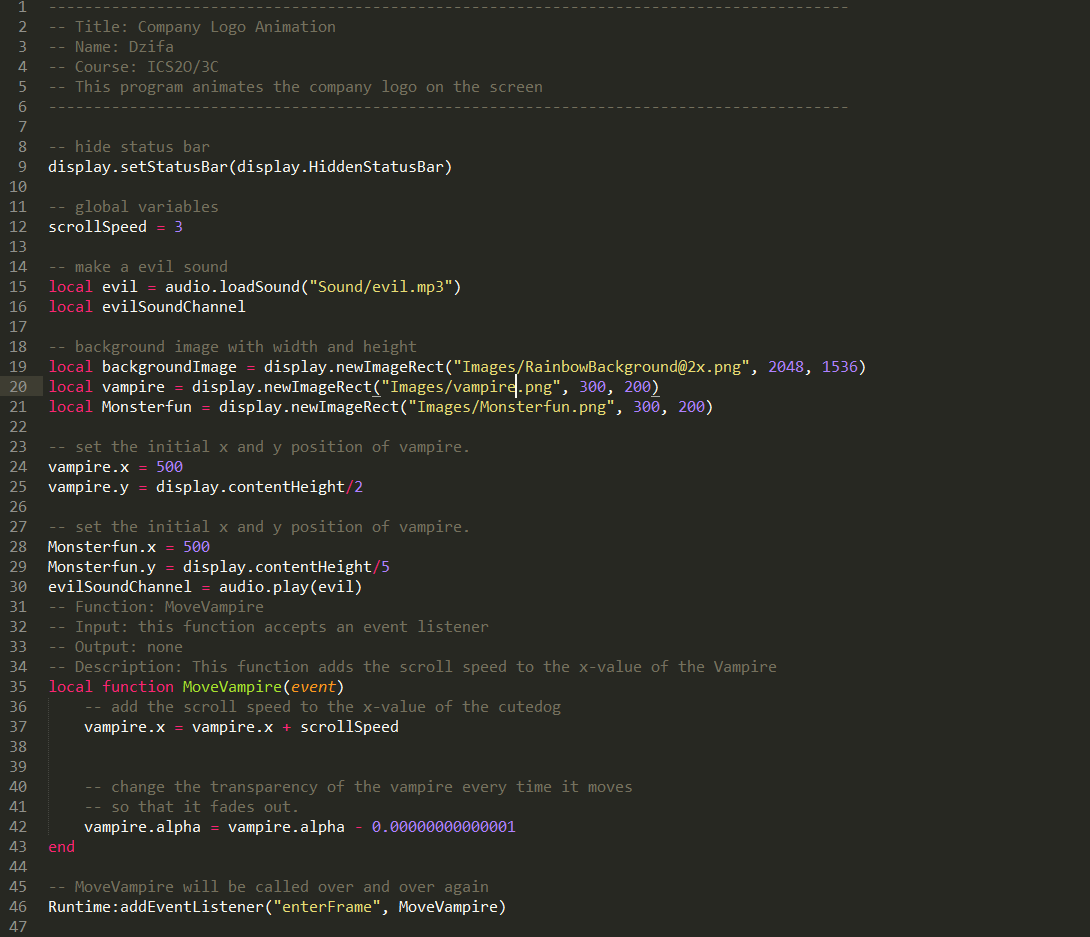 1 -----------------------------------------------------------------------------------------
2 -- Title: Company Logo Animation
3 -- Name: Dzifa
4 -- Course: ICS2O/3C
5 -- This program animates the company logo on the screen
6 -----------------------------------------------------------------------------------------
7
8 -- hide status bar
9 display.setStatusBar(display.HiddenStatusBar)
10
11 -- global variables
12 scrollSpeed = 3
13
14 -- make a evil sound
15 local evil = audio.loadSound("Sound/evil.mp3")
16 local evilSoundChannel
17
18 -- background image with width and height
19 local backgroundImage = display.newImageRect("Images/RainbowBackground@2x.png", 2048, 1536)
20 local vampire = display.newImageRect("Images/vampire.png", 300, 200)
21 local Monsterfun = display.newImageRect("Images/Monsterfun.png", 300, 200)
22
23 -- set the initial x and y position of vampire.
24 vampire.x = 500
25 vampire.y = display.contentHeight/2
26
27 -- set the initial x and y position of vampire.
28 Monsterfun.x = 500
29 Monsterfun.y = display.contentHeight/5
30 evilSoundChannel = audio.play(evil)
31 -- Function: MoveVampire
32 -- Input: this function accepts an event listener
33 -- Output: none
34 -- Description: This function adds the scroll speed to the x-value of the Vampire
35 local function MoveVampire(event)
36     -- add the scroll speed to the x-value of the cutedog
37     vampire.x = vampire.x + scrollSpeed
38
39
40     -- change the transparency of the vampire every time it moves
41     -- so that it fades out.
42     vampire.alpha = vampire.alpha - 0.00000000000001
43 end
44
45 -- MoveVampire will be called over and over again
46 Runtime:addEventListener("enterFrame", MoveVampire)
47